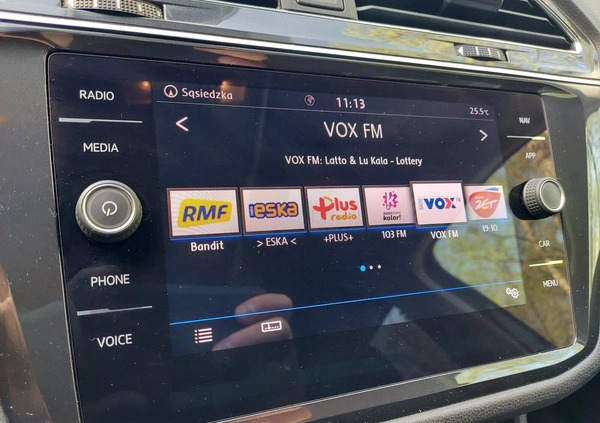 RADIO
Sąsiedzka
11:13
25.5°C
NAV
MEDIA
VOX FM
APP
VOX FM: Latto & Lu Kala - Lottery
RMF
ESKA
Plus
radio
kolor!
VOX
ZET
Bandit
> ESKA <
+PLUS+
103 FM
VOX FM
19:10
PHONE
CAR
MENU
VOICE